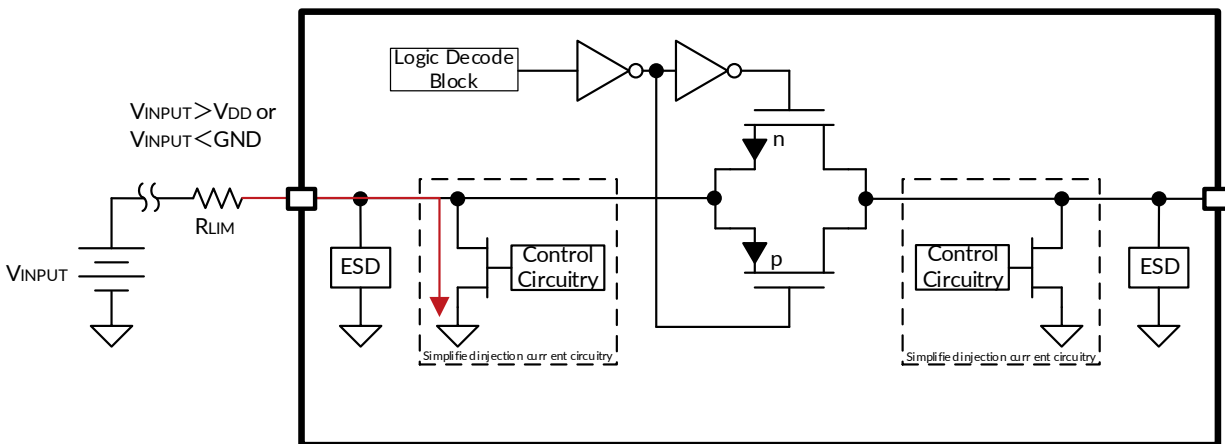 Logic Decode
Block
VINPUT>VDD or
VINPUT<GND
n
RLIM
VINPUT
ESD
Control
Circuitry
p
Control
Circuitry
ESD
Simplified injection current circuitry
Simplified injection current circuitry